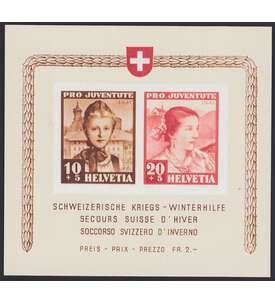 PRO JUVENTUTE
PRO JUVENTUTE
1941
1941
10+5
HELVETIA
20+5
HELVETIA
SCHWEIZERISCHE KRIEGS - WINTERHILFE
SECOURS SUISSE D'HIVER
SOCCORSO SVIZZERO D'INVERNO
PREIS - PRIX - PREZZO FR. 2.-